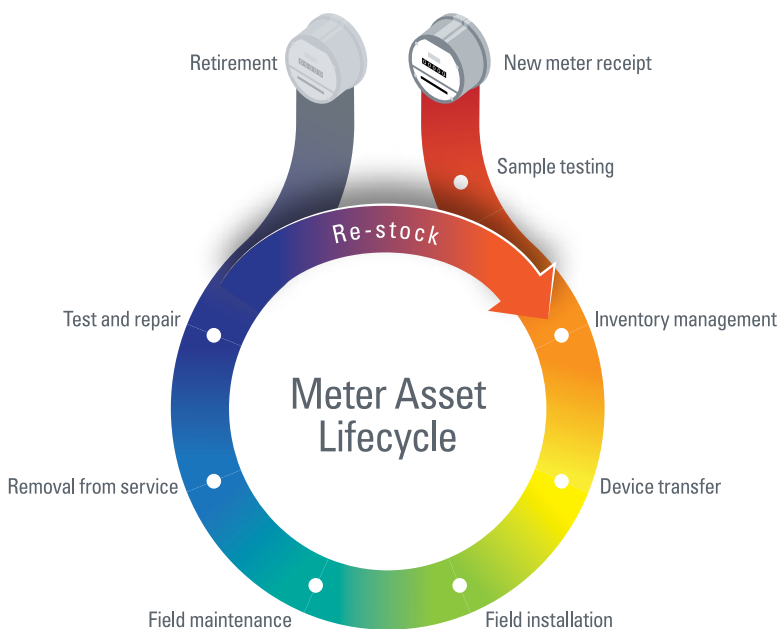 Retirement
New meter receipt
Sample testing
Re-stock
Test and repair
Inventory management
Meter Asset
Lifecycle
Removal from service
Device transfer
Field maintenance
Field installation